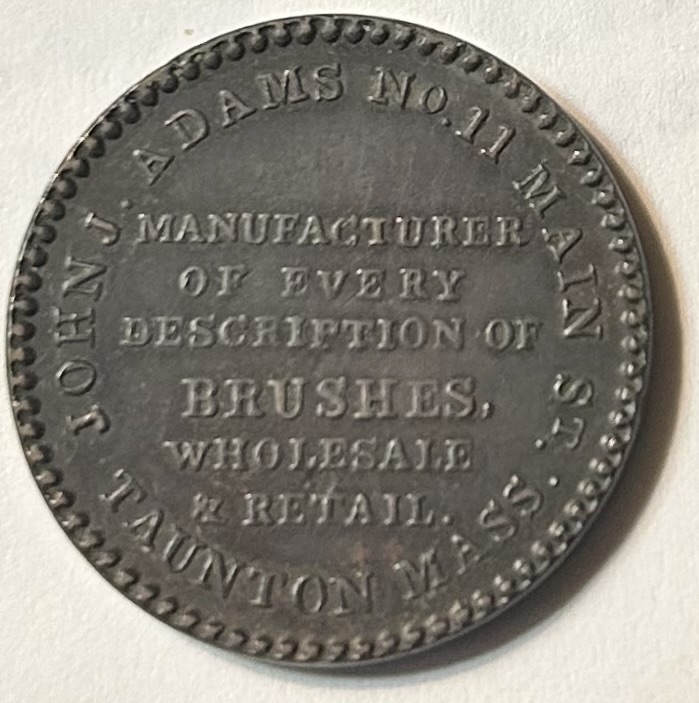 JOHN J. ADAMS No. 11 MAIN ST.
MANUFACTURER
OF EVERY
DESCRIPTION OF
BRUSHES,
WHOLESALE
& RETAIL.
TAUNTON MASS.